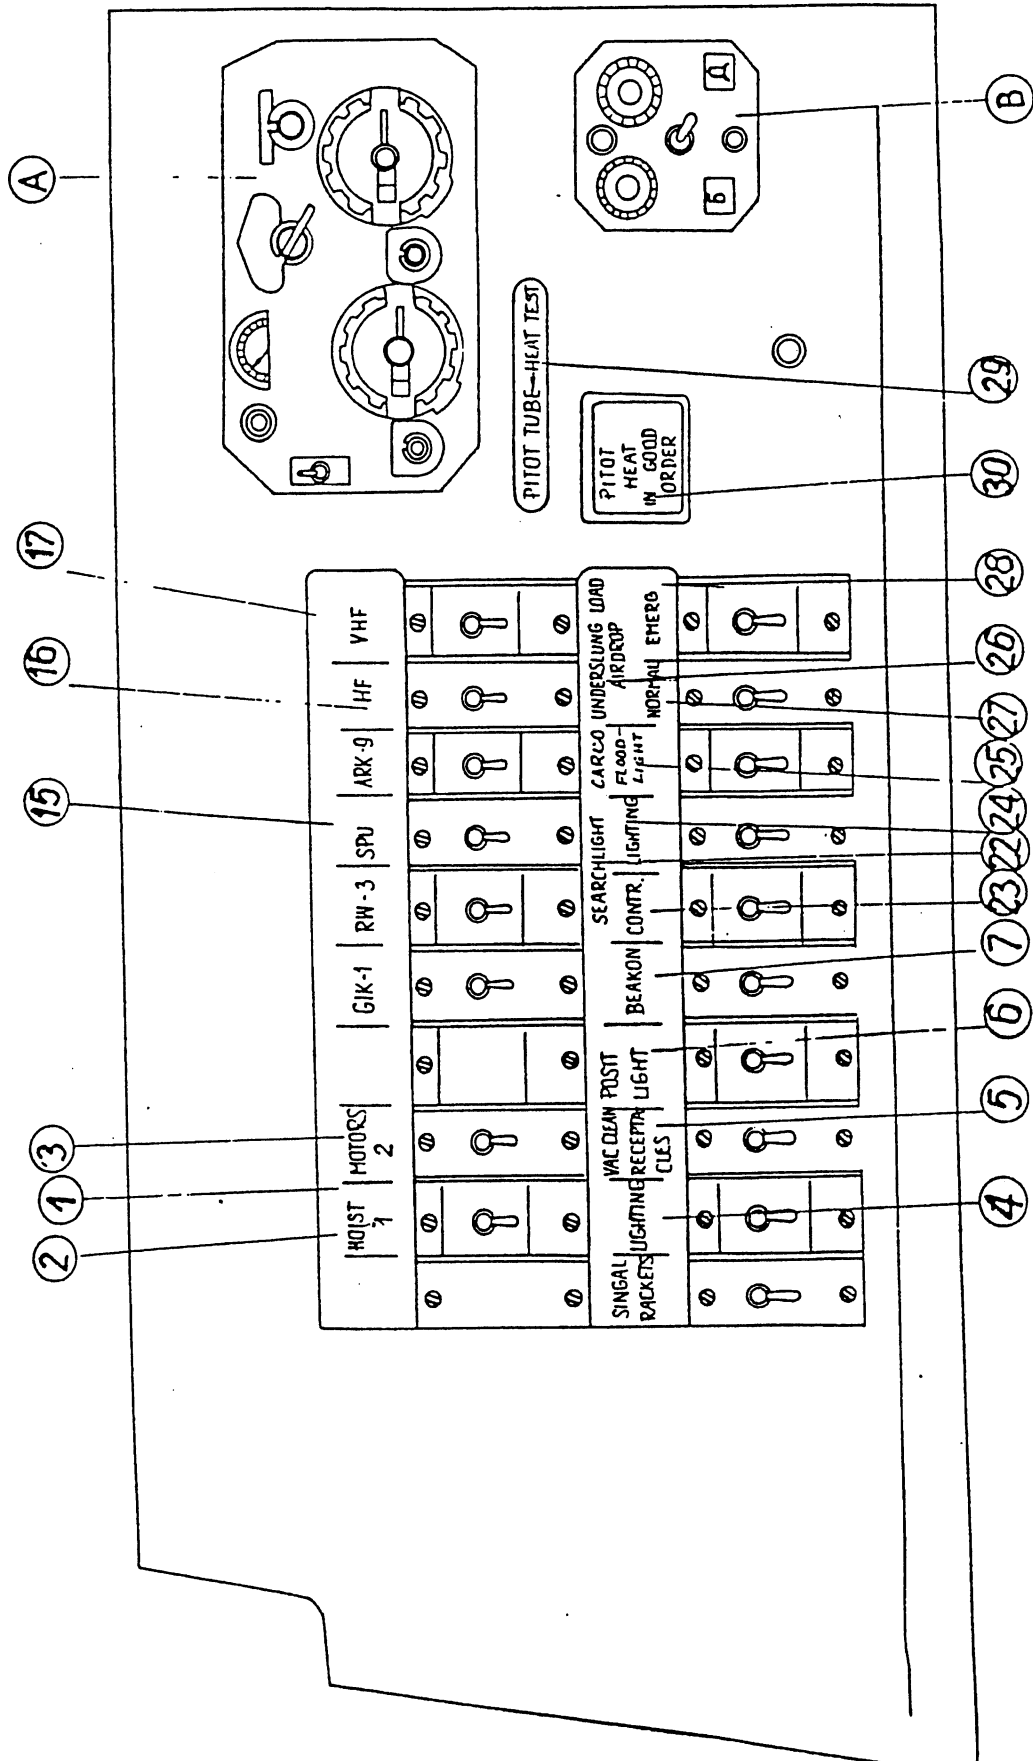 2
1
3
15
16
17
A
HOIST
1
MOTORS
2
GIK-1
RW-3
SPU
ARK-9
HF
VHF
SINGAL
RACKETS
LIGHTING
VAC CLEAN
RECEPTA
CLES
POSIT
LIGHT
BEAKON
SEARCHLIGHT
CONTR.
LIGHTING
CARGO
FLOOD-
LIGHT
UNDERSLUNG LOAD
AIRDROP
NORMAL
EMERG
PITOT TUBE-HEAT TEST
PITOT
HEAT
IN GOOD
ORDER
Б
Д
4
5
6
7
23
22
24
25
27
26
28
30
29
B